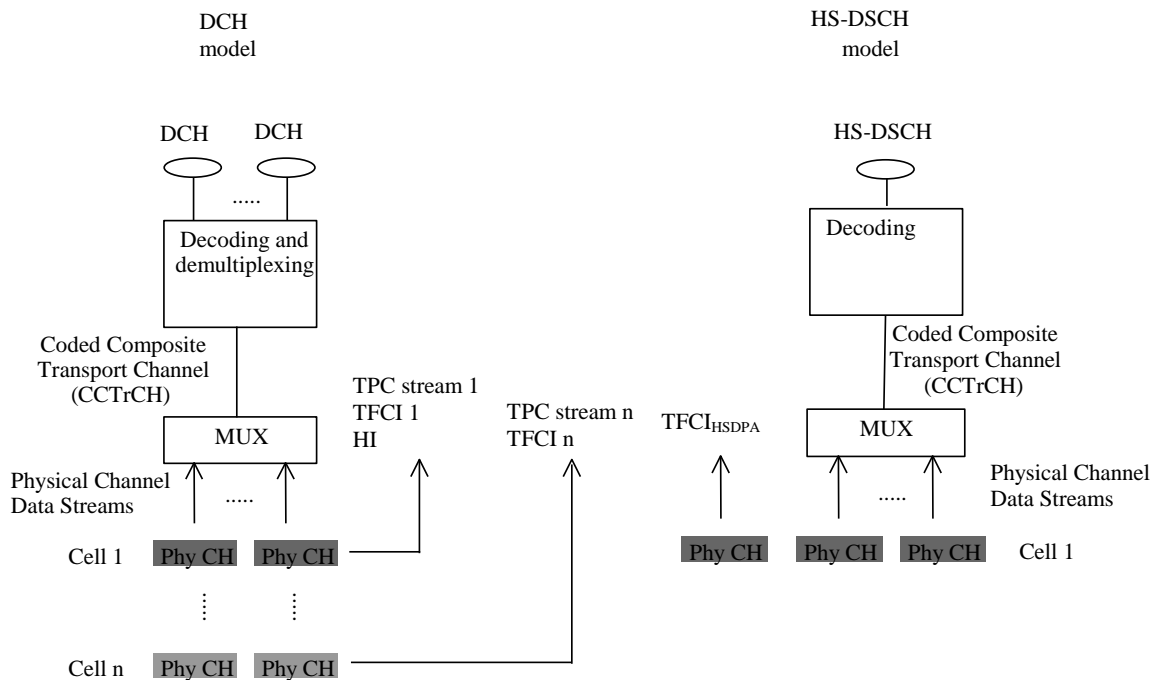 DCH
model
HS-DSCH
model
DCH
DCH
.....
Decoding and
demultiplexing
Coded Composite
Transport Channel
(CCTrCH)
MUX
Physical Channel
Data Streams
.....
TPC stream 1
TFCI 1
HI
TPC stream n
TFCI n
Cell 1
Phy CH
Phy CH
Cell n
Phy CH
Phy CH
HS-DSCH
Decoding
Coded Composite
Transport Channel
(CCTrCH)
TFCI_HSDPA
MUX
Physical Channel
Data Streams
.....
Phy CH
Phy CH
Phy CH
Cell 1